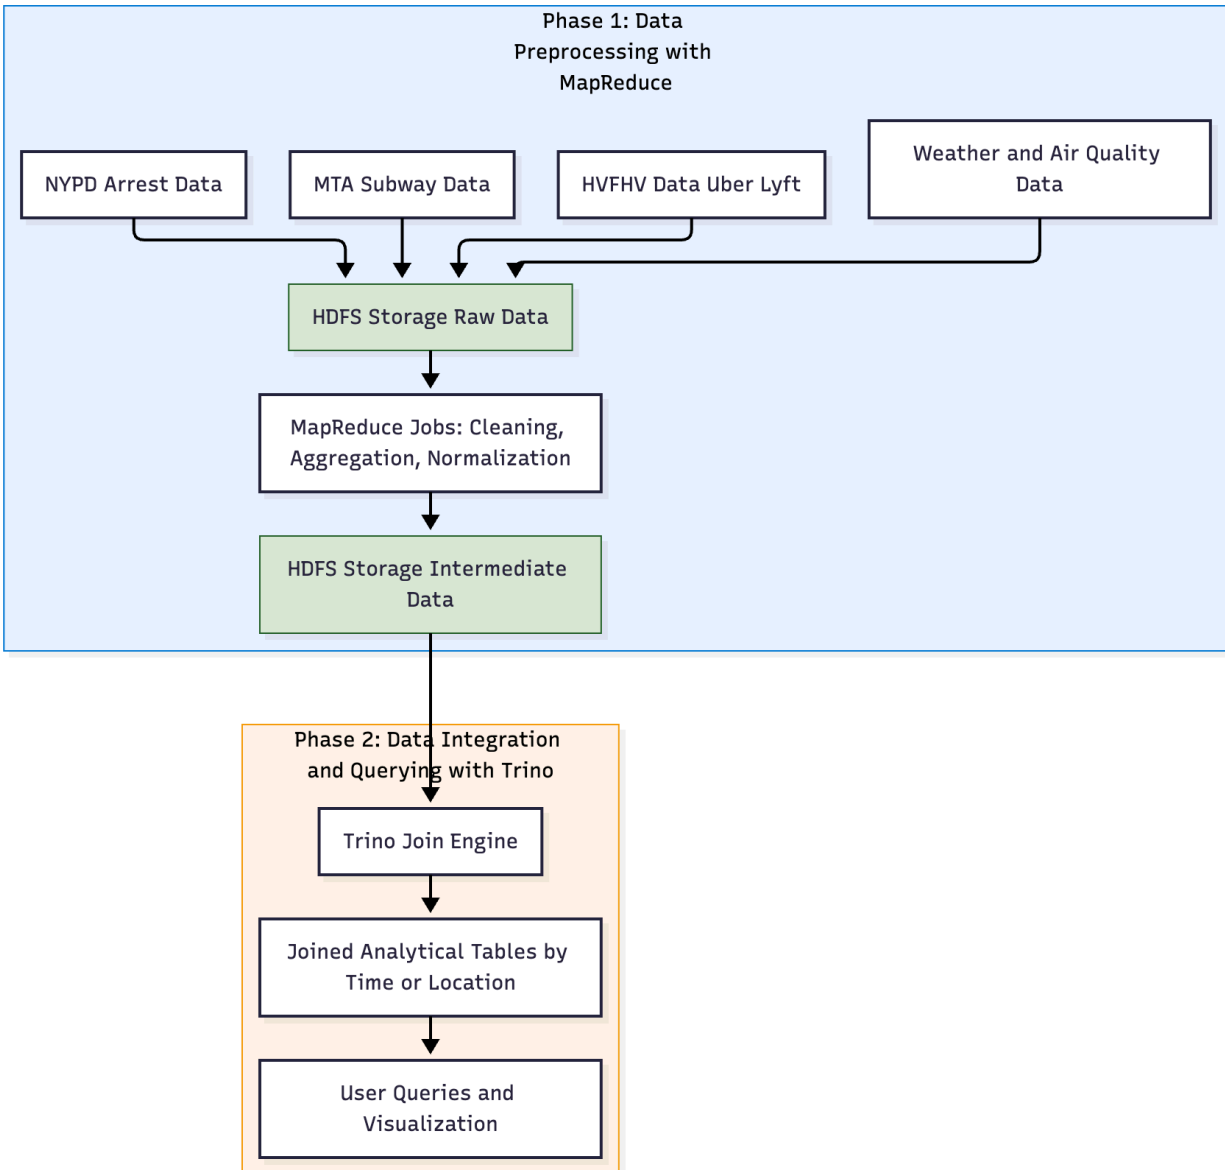 Phase 1: Data
Preprocessing with
MapReduce
NYPD Arrest Data
MTA Subway Data
HVFHV Data Uber Lyft
Weather and Air Quality
Data
HDFS Storage Raw Data
MapReduce Jobs: Cleaning,
Aggregation, Normalization
HDFS Storage Intermediate
Data
Phase 2: Data Integration
and Querying with Trino
Trino Join Engine
Joined Analytical Tables by
Time or Location
User Queries and
Visualization